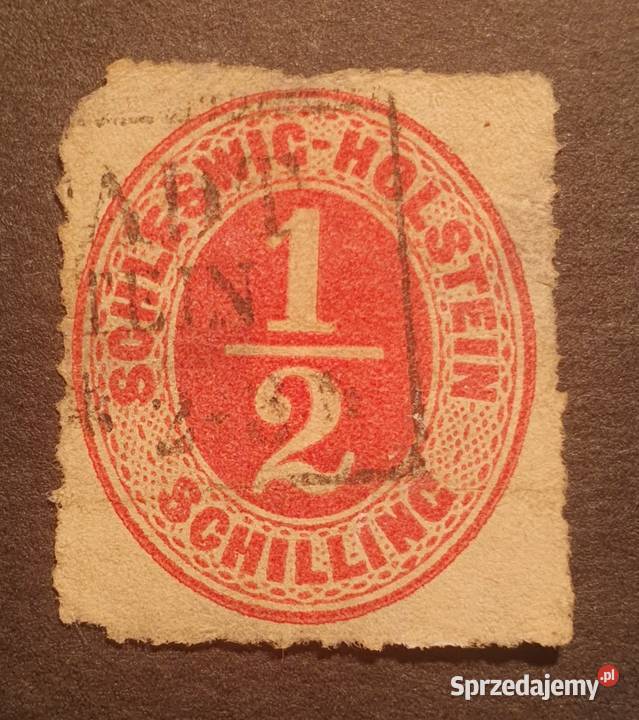 SCHLESWIG-HOLSTEIN
1
2
SCHILLING
Sprzedajemy.pl